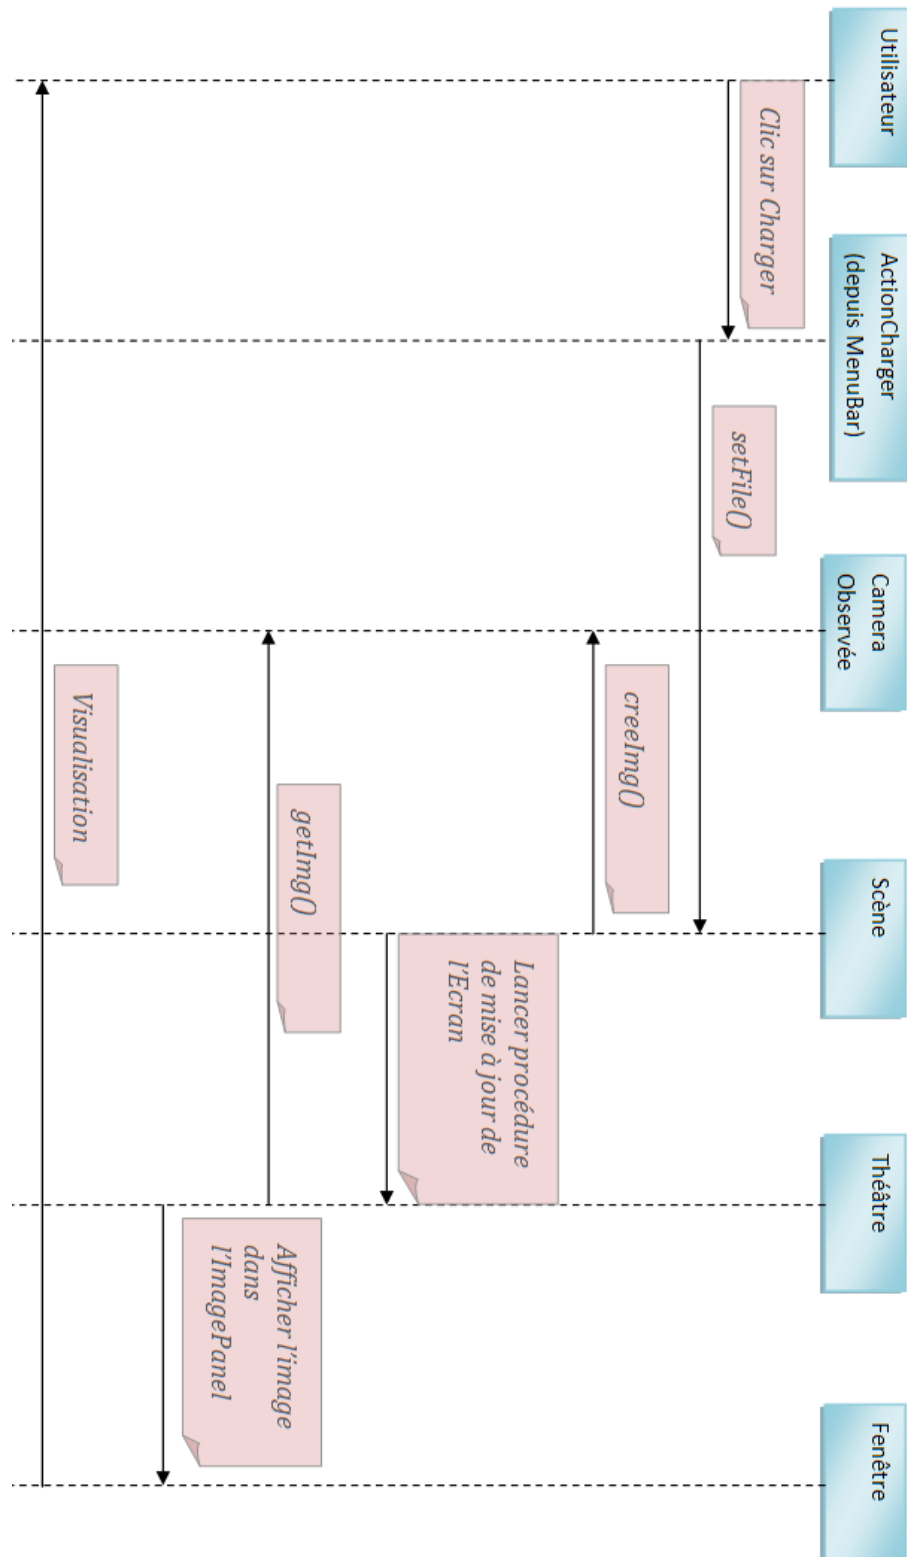 Utilisateur
ActionCharger
(depuis MenuBar)
Camera
Observée
Scène
Théâtre
Fenêtre
Clic sur Charger
setFile()
creeImg()
Lancer procédure
de mise à jour de
l'Ecran
getImg()
Afficher l'image
dans
l'ImagePanel
Visualisation